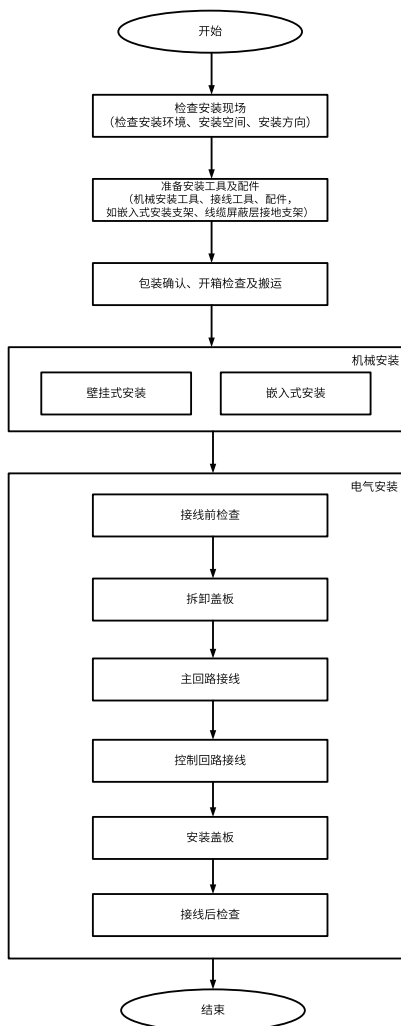 开始
检查安装现场
（检查安装环境、安装空间、安装方向）
准备安装工具及配件
（机械安装工具、接线工具、配件，
如嵌入式安装支架、线缆屏蔽层接地支架）
包装确认、开箱检查及搬运
机械安装
壁挂式安装
嵌入式安装
电气安装
接线前检查
拆卸盖板
主回路接线
控制回路接线
安装盖板
接线后检查
结束